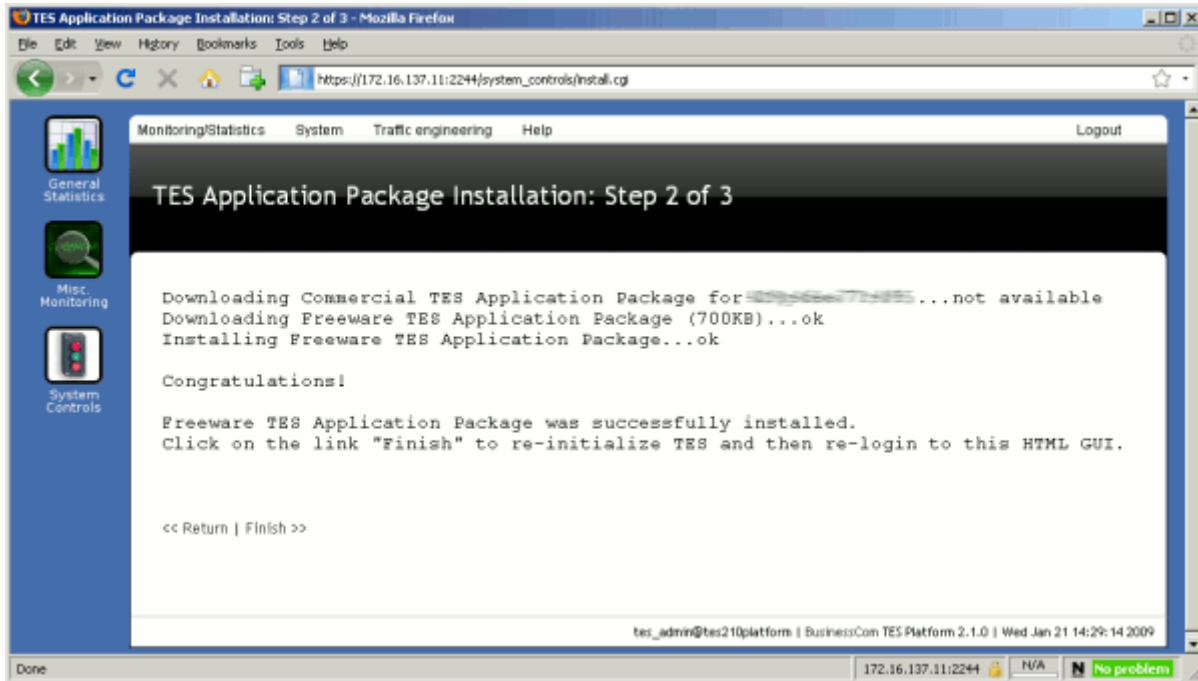 TES Application Package Installation: Step 2 of 3 - Mozilla Firefox
File Edit View History Bookmarks Tools Help
https://172.16.137.11:2244/system_controls/install.cgi
Monitoring/Statistics System Traffic engineering Help Logout
General
Statistics
TES Application Package Installation: Step 2 of 3
Misc.
Monitoring
System
Controls
Downloading Commercial TES Application Package for ...not available
Downloading Freeware TES Application Package (700KB)...ok
Installing Freeware TES Application Package...ok
Congratulations!
Freeware TES Application Package was successfully installed.
Click on the link "Finish" to re-initialize TES and then re-login to this HTML GUI.
<< Return | Finish >>
tes_admin@tes210platform | BusinessCom TES Platform 2.1.0 | Wed Jan 21 14:29:14 2009
Done 172.16.137.11:2244 N/A N No problem